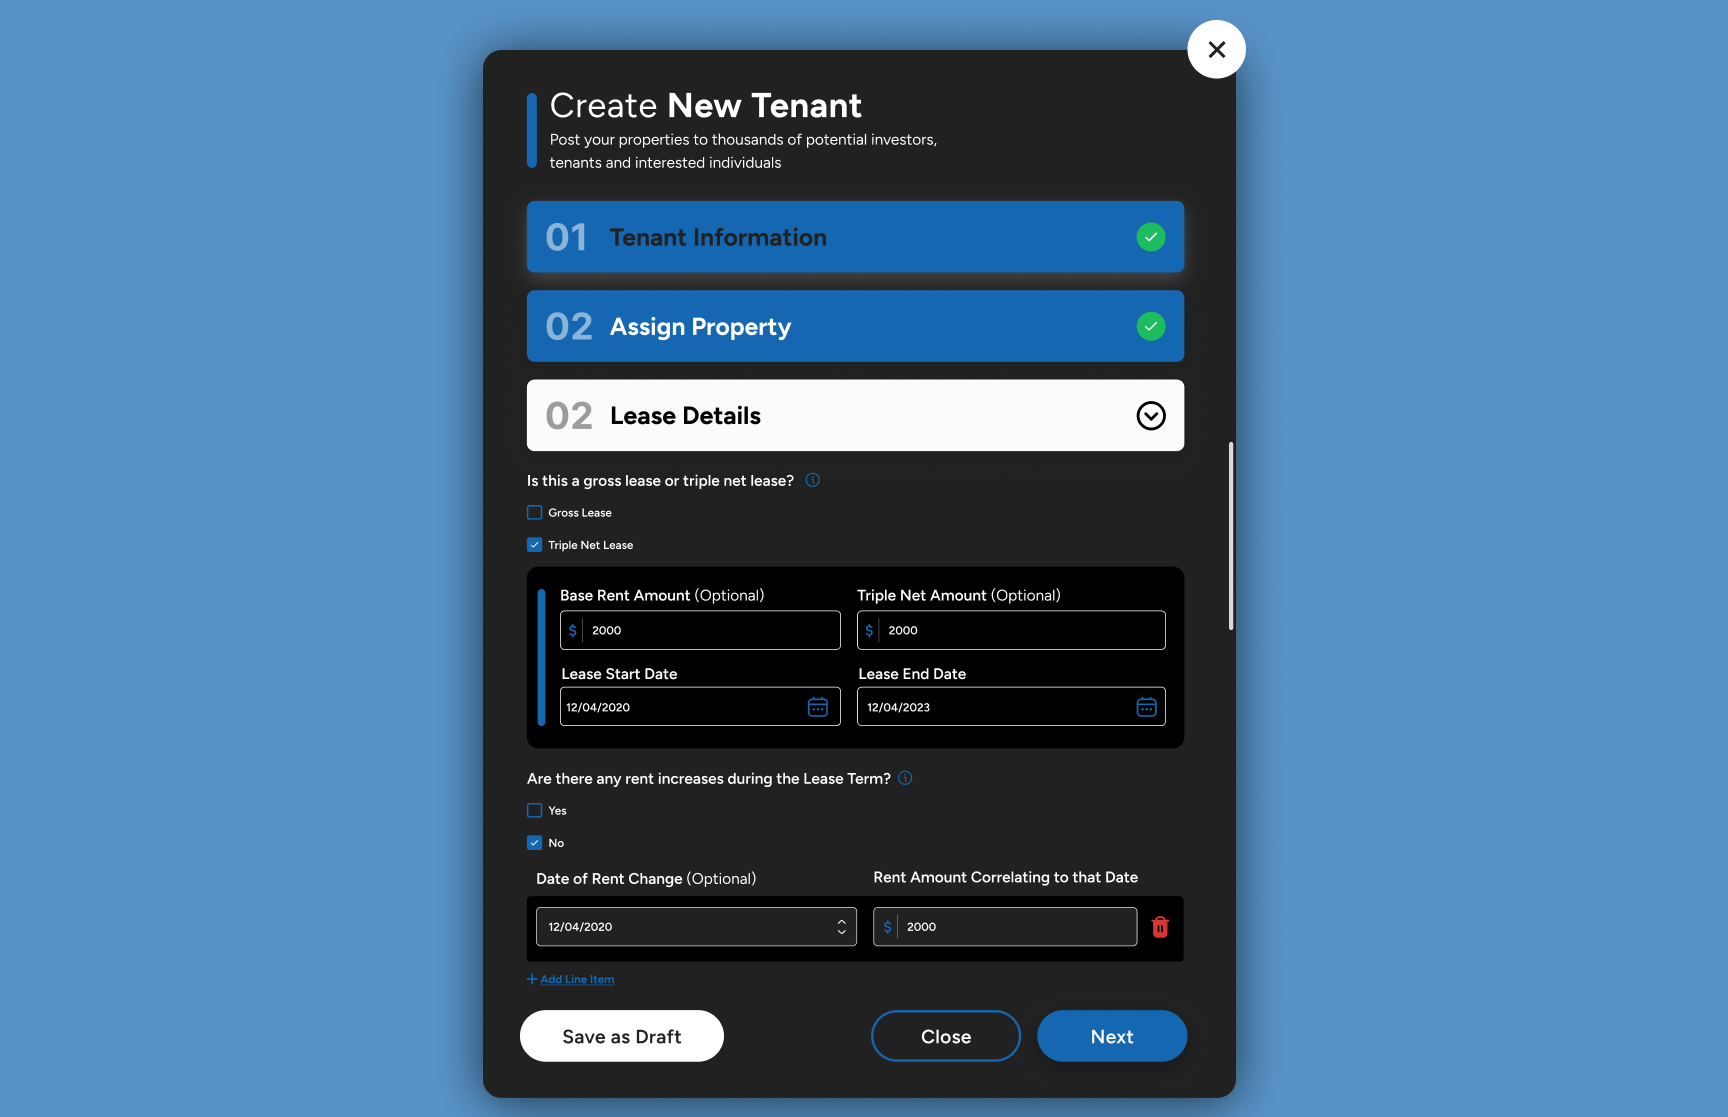 Create New Tenant
Post your properties to thousands of potential investors,
tenants and interested individuals
01 Tenant Information
02 Assign Property
02 Lease Details
Is this a gross lease or triple net lease?
Gross Lease
Triple Net Lease
Base Rent Amount (Optional) Triple Net Amount (Optional)
$ 2000 $ 2000
Lease Start Date Lease End Date
12/04/2020 12/04/2023
Are there any rent increases during the Lease Term?
Yes
No
Date of Rent Change (Optional) Rent Amount Correlating to that Date
12/04/2020 $ 2000
+ Add Line Item
Save as Draft Close Next